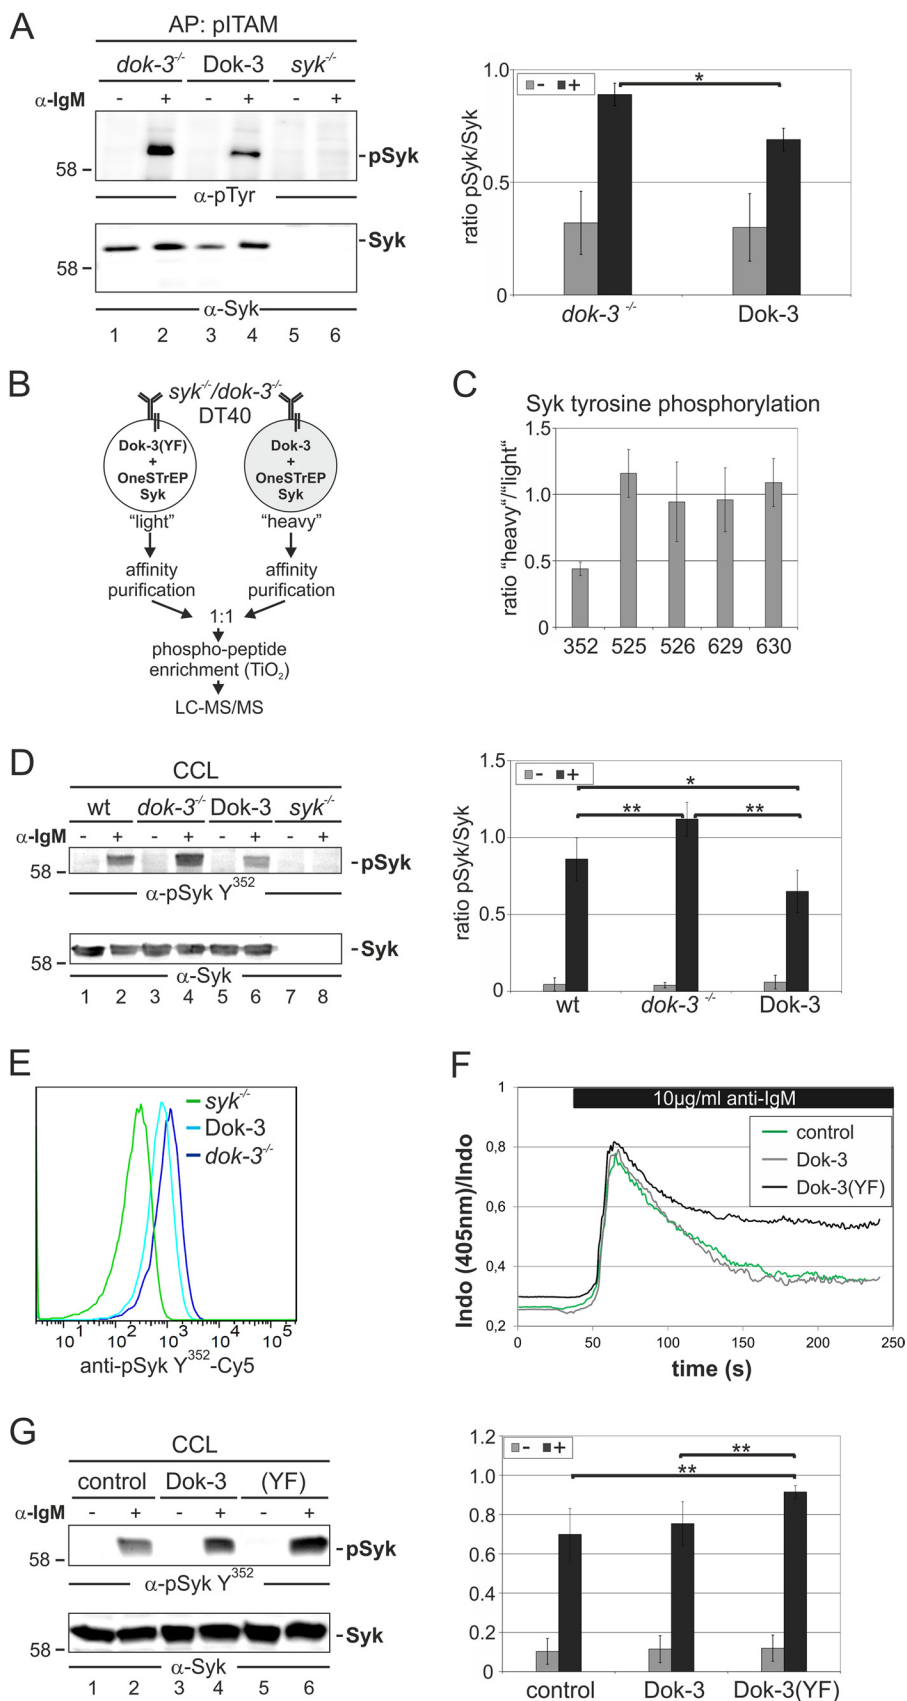 A
AP: pITAM
dok-3-/- Dok-3 syk-/-
α-IgM - + - + - +
-pSyk
58
α-pTyr
-Syk
58
α-Syk
1 2 3 4 5 6
- +
1.0
*
0.5
0
ratio pSyk/Syk
dok-3 -/- Dok-3
B
syk-/-/dok-3-/-
DT40
Dok-3(YF)
+
OneSTrEP
Syk
Dok-3
+
OneSTrEP
Syk
“light” “heavy”
affinity
purification
affinity
purification
1:1
phospho-peptide
enrichment (TiO2)
LC-MS/MS
C
Syk tyrosine phosphorylation
1.5
1.0
0.5
0
ratio “heavy“/“light“
352 525 526 629 630
D
CCL
wt dok-3-/- Dok-3 syk-/-
α-IgM - + - + - + - +
-pSyk
58
α-pSyk Y352
-Syk
58
α-Syk
1 2 3 4 5 6 7 8
1.5
- +
*
** **
1.0
0.5
0
ratio pSyk/Syk
wt dok-3 -/- Dok-3
E
syk-/-
Dok-3
dok-3-/-
101 102 103 104 105
anti-pSyk Y352-Cy5
F
1
10µg/ml anti-IgM
control
Dok-3
Dok-3(YF)
0,8
0,6
0,4
0,2
Indo (405nm)/Indo
0 50 100 150 200 250
time (s)
G
CCL
control Dok-3 (YF)
α-IgM - + - + - +
-pSyk
58
α-pSyk Y352
-Syk
58
α-Syk
1 2 3 4 5 6
1.2
- +
**
**
1.0
0.8
0.6
0.4
0.2
0
control Dok-3 Dok-3(YF)